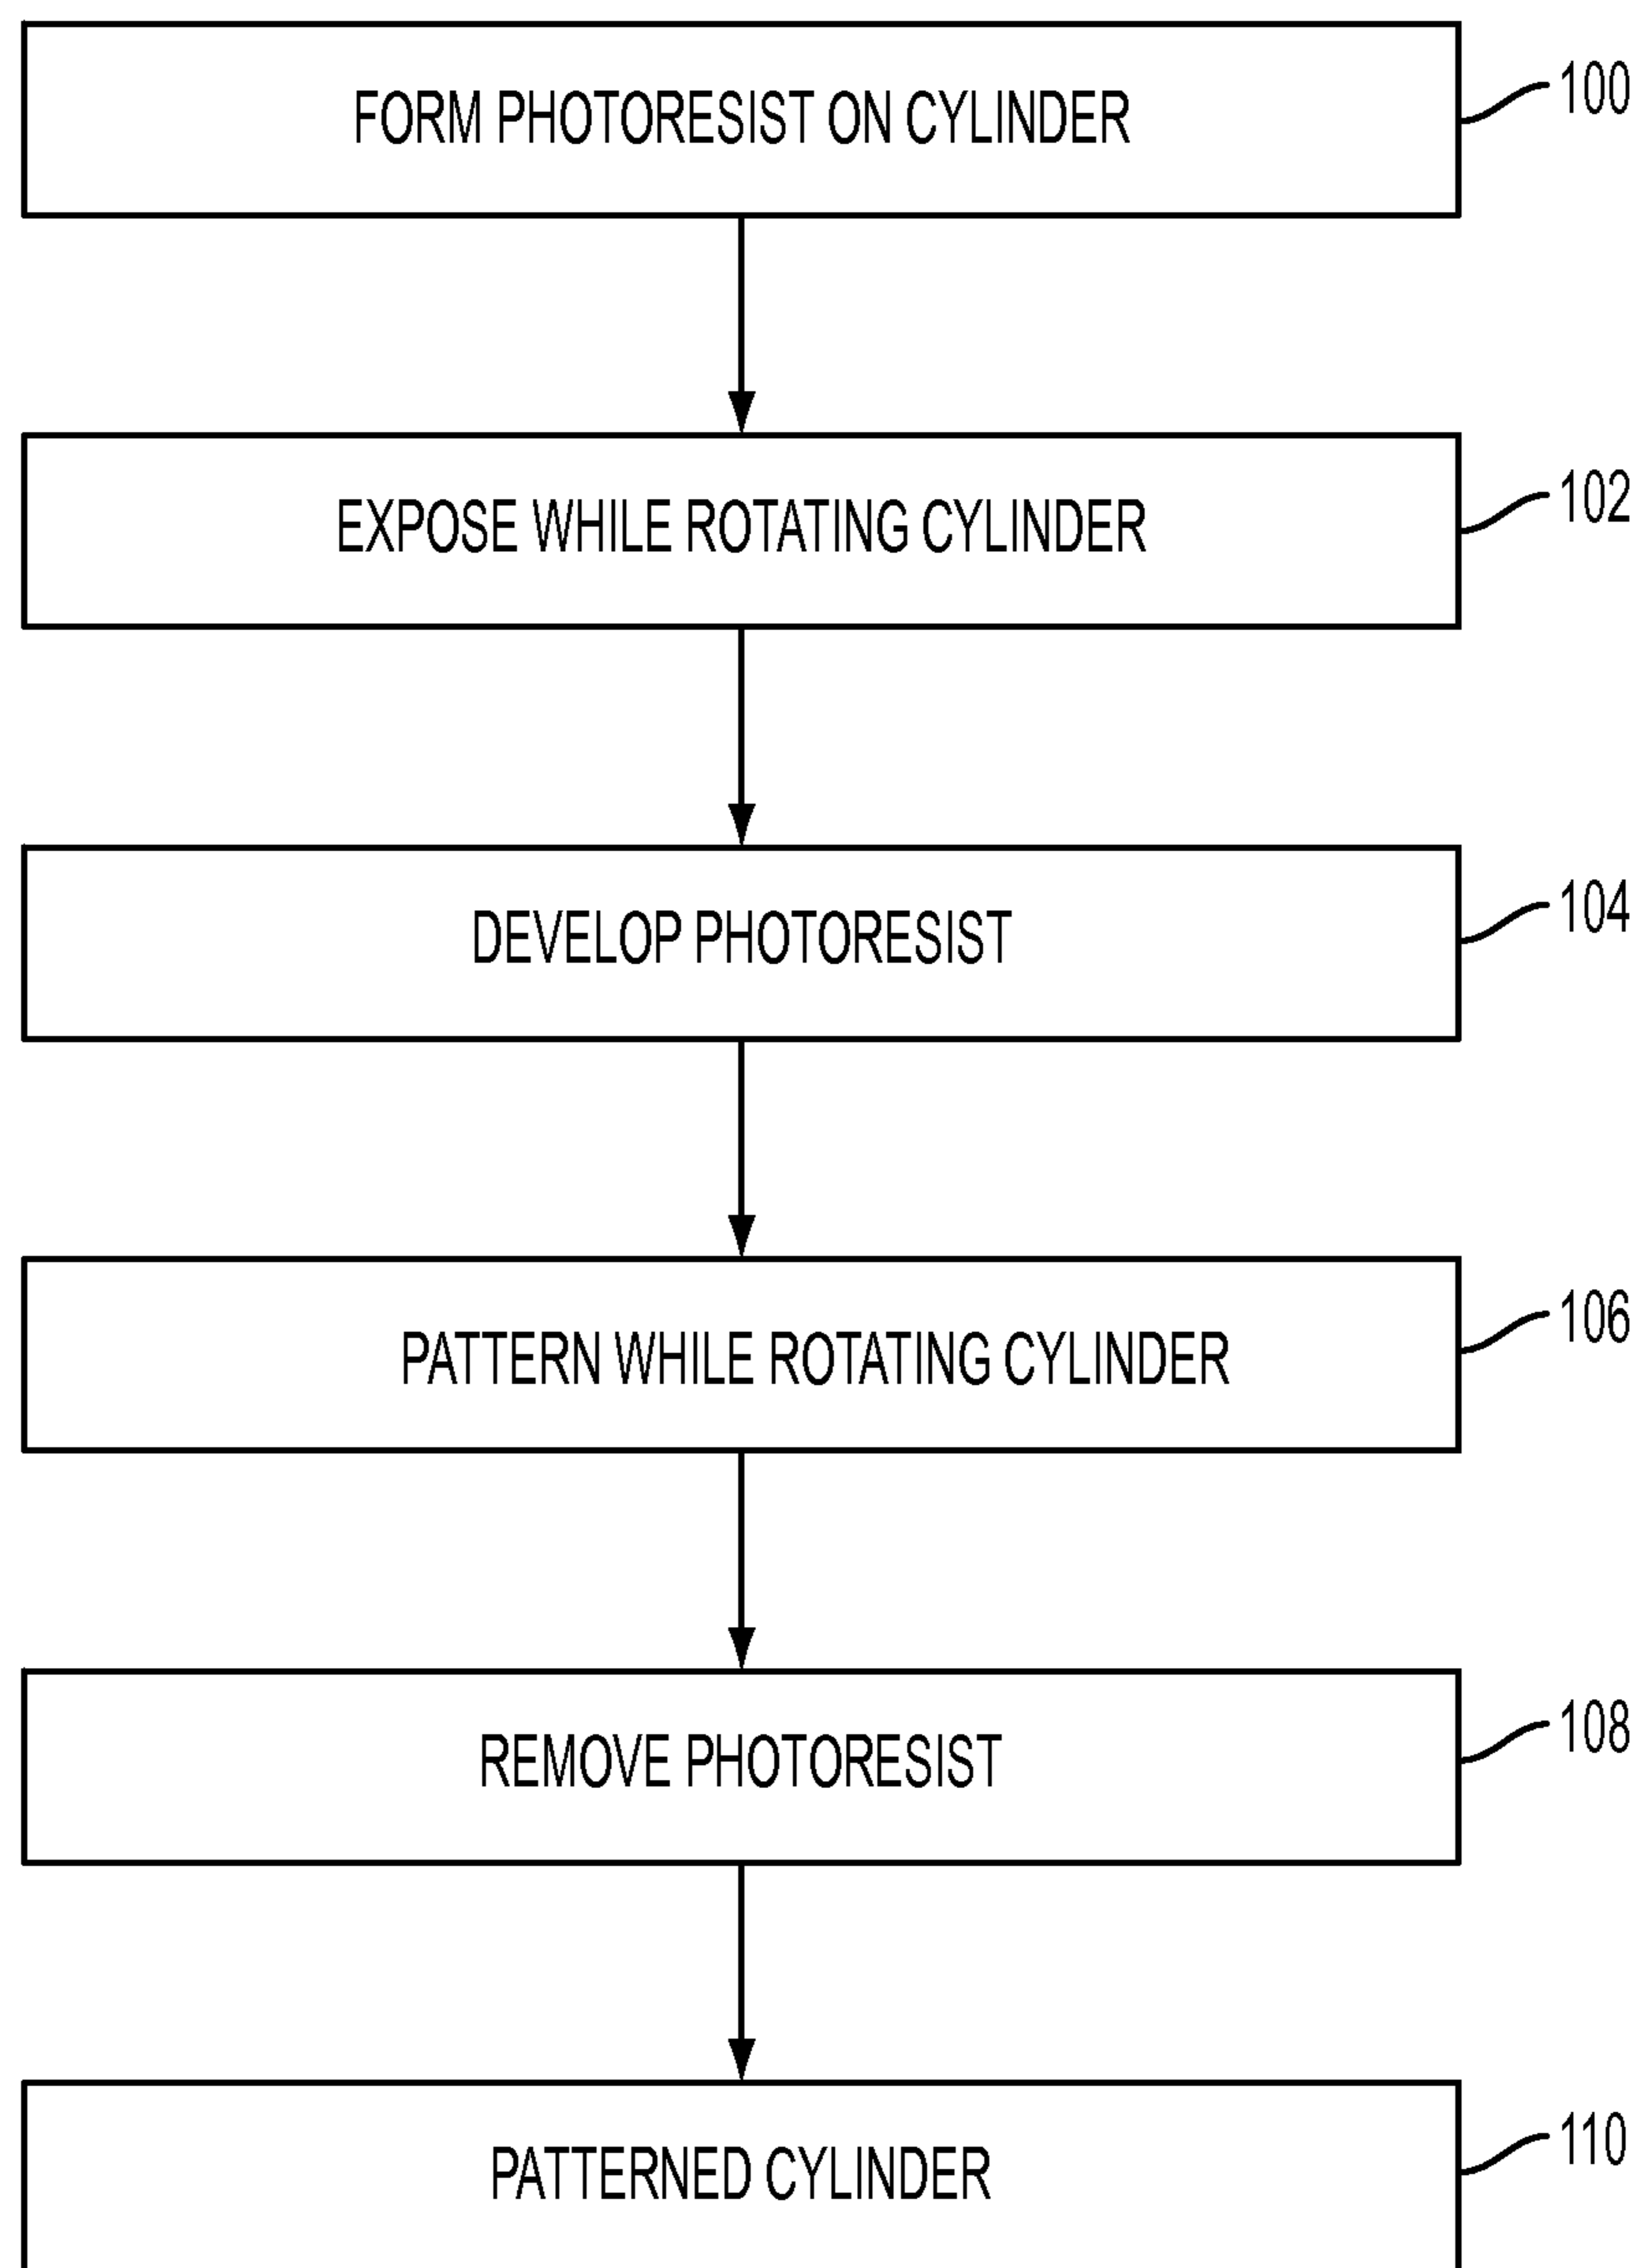 FORM PHOTORESIST ON CYLINDER
100
EXPOSE WHILE ROTATING CYLINDER
102
DEVELOP PHOTORESIST
104
PATTERN WHILE ROTATING CYLINDER
106
REMOVE PHOTORESIST
108
PATTERNED CYLINDER
110